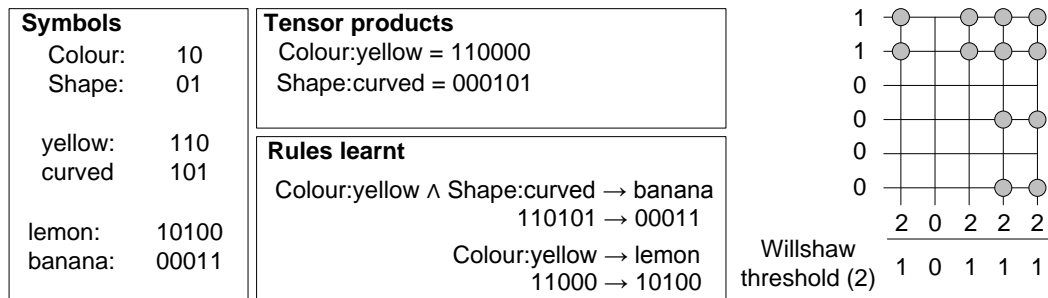 Symbols
Colour: 10
Shape: 01
yellow: 110
curved 101
lemon: 10100
banana: 00011
Tensor products
Colour:yellow = 110000
Shape:curved = 000101
Rules learnt
Colour:yellow ∧ Shape:curved → banana
110101 → 00011
Colour:yellow → lemon
11000 → 10100
1
1
0
0
0
0
2 0 2 2 2
Willshaw
threshold (2) 1 0 1 1 1